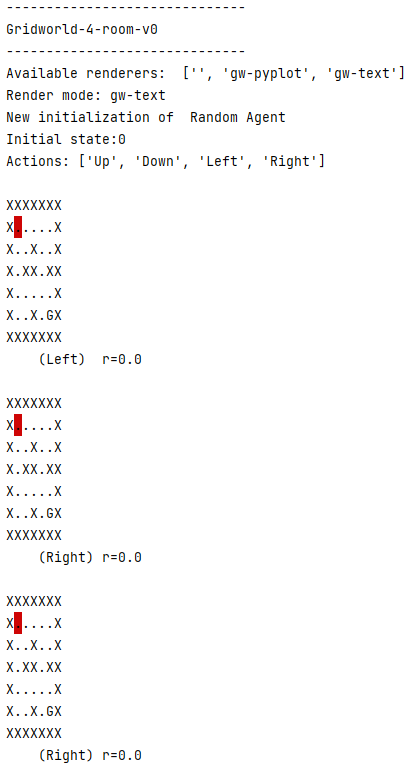 ------------------------------
Gridworld-4-room-v0
------------------------------
Available renderers:  ['', 'gw-pyplot', 'gw-text']
Render mode: gw-text
New initialization of  Random Agent
Initial state:0
Actions: ['Up', 'Down', 'Left', 'Right']
XXXXXXX
X.....X
X..X..X
X.XX.XX
X.....X
X..X.GX
XXXXXXX
    (Left)  r=0.0
XXXXXXX
X.....X
X..X..X
X.XX.XX
X.....X
X..X.GX
XXXXXXX
    (Right) r=0.0
XXXXXXX
X.....X
X..X..X
X.XX.XX
X.....X
X..X.GX
XXXXXXX
    (Right) r=0.0